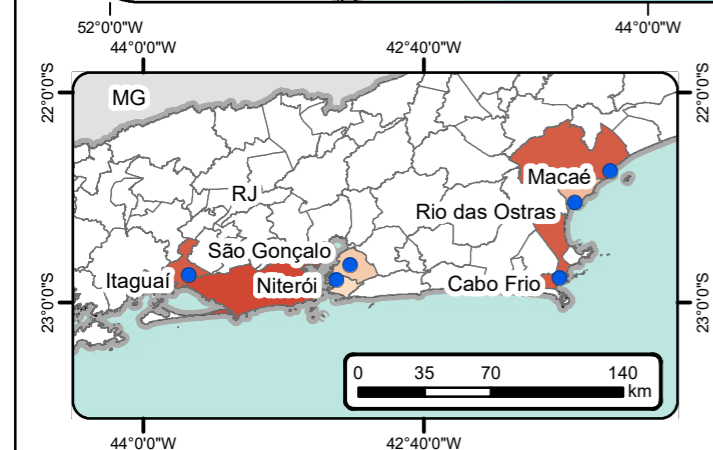 52°0'0"W
44°0'0"W
44°0'0"W
42°40'0"W
22°0'0"S
22°0'0"S
MG
Macaé
RJ
Rio das Ostras
São Gonçalo
Itaguaí
Niterói
Cabo Frio
23°0'0"S
23°0'0"S
0 35 70 140
km
44°0'0"W
42°40'0"W